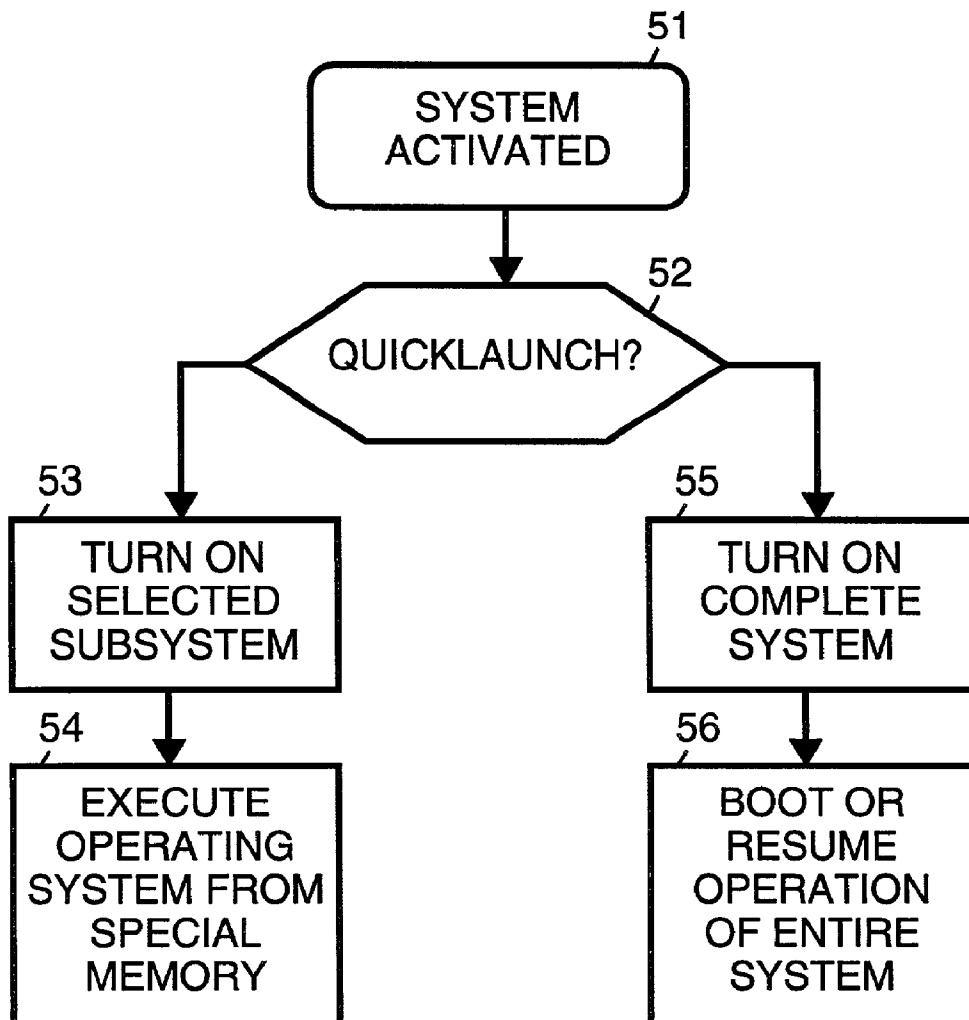 51
SYSTEM
ACTIVATED
52
QUICKLAUNCH?
53
TURN ON
SELECTED
SUBSYSTEM
54
EXECUTE
OPERATING
SYSTEM FROM
SPECIAL
MEMORY
55
TURN ON
COMPLETE
SYSTEM
56
BOOT OR
RESUME
OPERATION
OF ENTIRE
SYSTEM